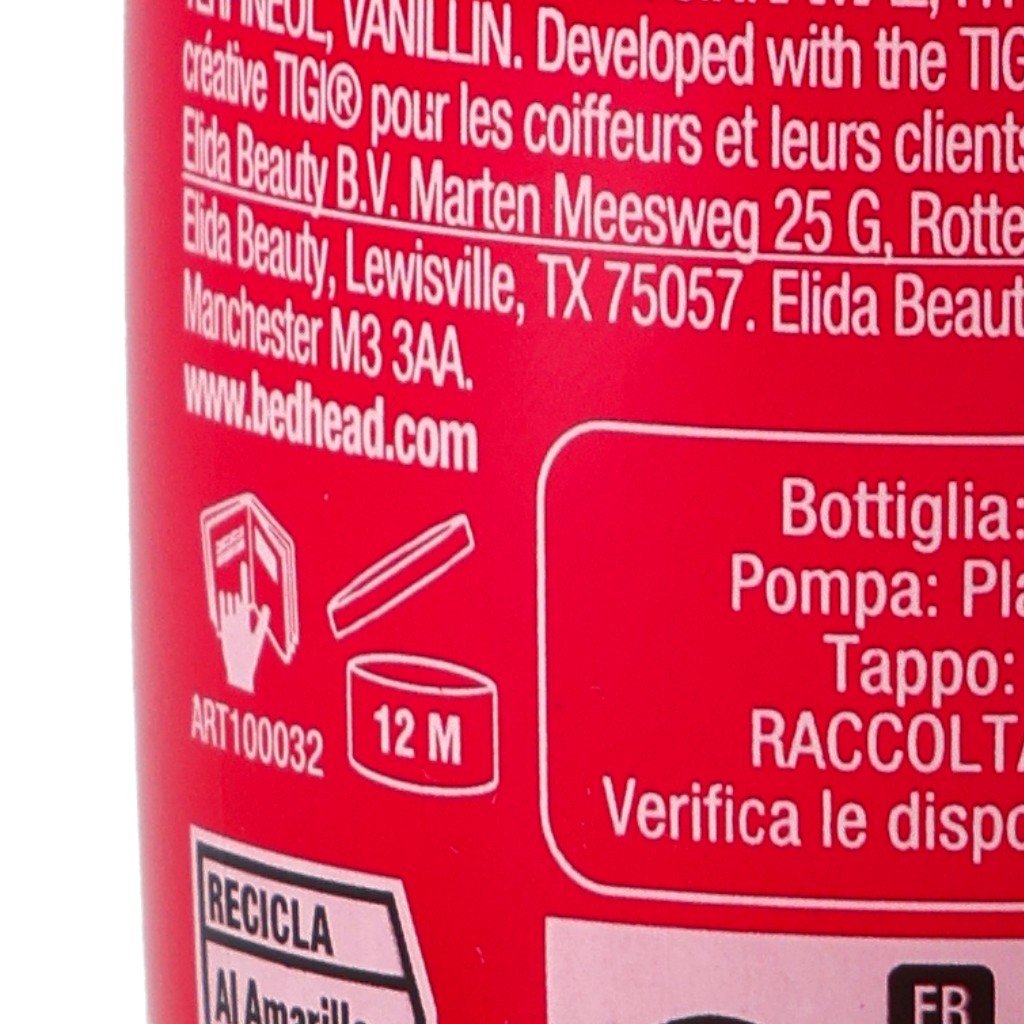 VANILLIN. Developed with the TIG
créative TIGI® pour les coiffeurs et leurs clients
Elida Beauty B.V. Marten Meesweg 25 G, Rotte
Elida Beauty, Lewisville, TX 75057. Elida Beaut
Manchester M3 3AA.
www.bedhead.com
ART100032
12 M
Bottiglia:
Pompa: Pla
Tappo:
RACCOLTA
Verifica le dispo
RECICLA
Al Amarillo
FR